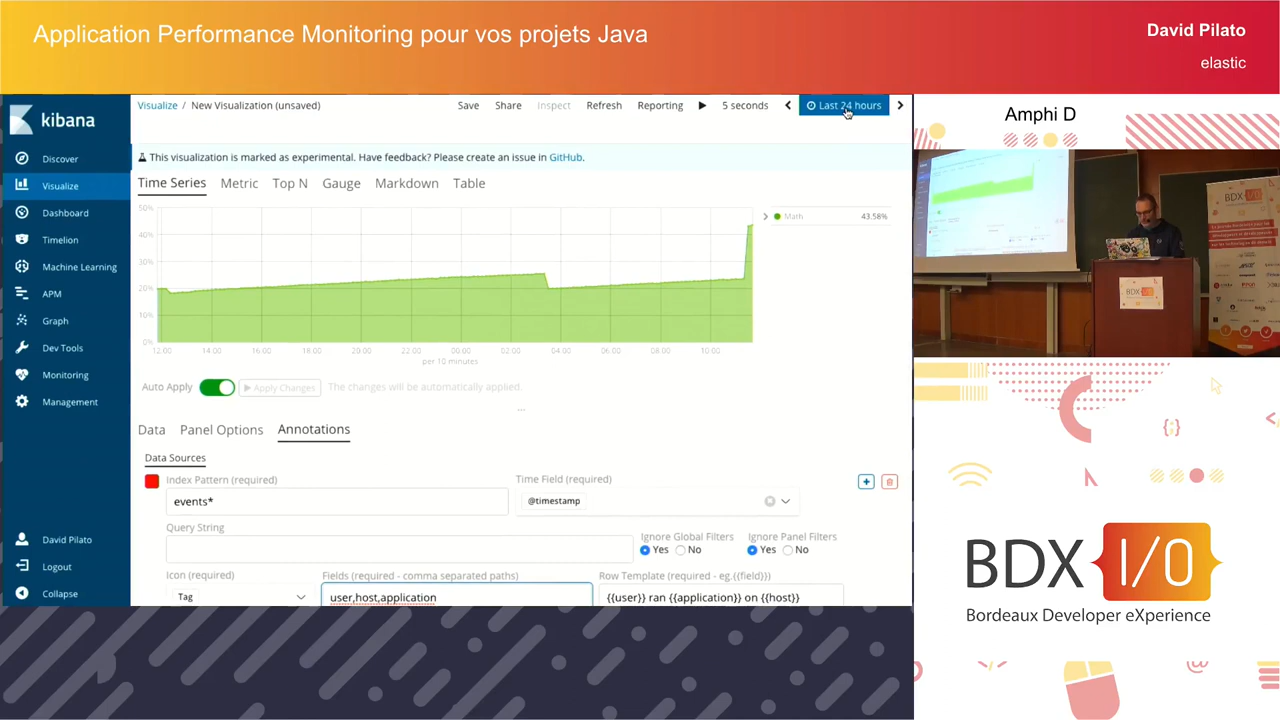 Application Performance Monitoring pour vos projets Java
David Pilato
elastic
Amphi D
kibana
Discover
Visualize
Dashboard
Timelion
Machine Learning
APM
Graph
Dev Tools
Monitoring
Management
David Pilato
Logout
Collapse
Visualize / New Visualization (unsaved)
Save Share Inspect Refresh Reporting 5 seconds Last 24 hours
This visualization is marked as experimental. Have feedback? Please create an issue in GitHub.
Time Series Metric Top N Gauge Markdown Table
50%
40%
30%
20%
10%
0%
12:00 14:00 16:00 18:00 20:00 22:00 00:00 02:00 04:00 06:00 08:00 10:00
per 10 minutes
Math 43.58%
Auto Apply Apply Changes The changes will be automatically applied.
Data Panel Options Annotations
Data Sources
Index Pattern (required) Time Field (required)
events* @timestamp
Query String
Ignore Global Filters Ignore Panel Filters
Yes No Yes No
Icon (required) Fields (required - comma separated paths) Row Template (required - eg.{{field}})
Tag user,host,application {{user}} ran {{application}} on {{host}}
BDX I/O
BDX I/O
BDX I/O
Bordeaux Developer eXperience